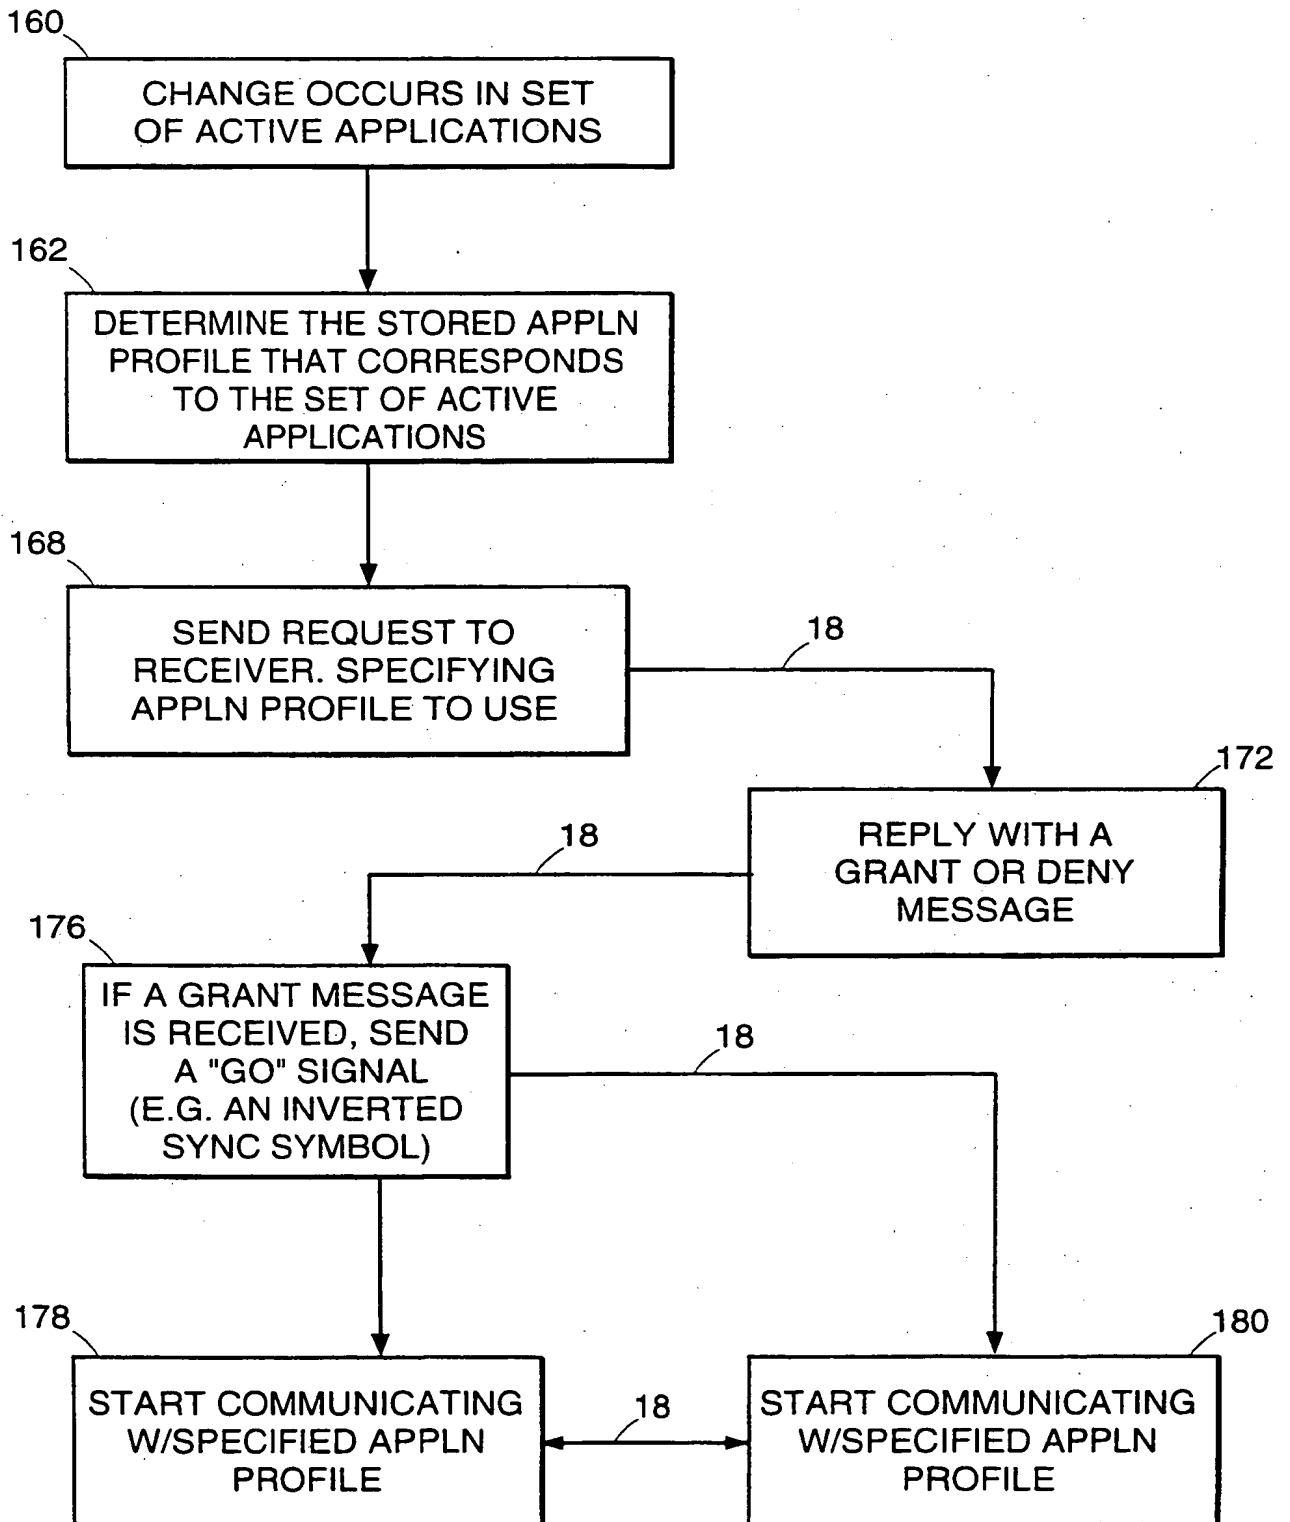 160
CHANGE OCCURS IN SET
OF ACTIVE APPLICATIONS
162
DETERMINE THE STORED APPLN
PROFILE THAT CORRESPONDS
TO THE SET OF ACTIVE
APPLICATIONS
168
SEND REQUEST TO
RECEIVER. SPECIFYING
APPLN PROFILE TO USE
18
172
REPLY WITH A
GRANT OR DENY
MESSAGE
18
176
IF A GRANT MESSAGE
IS RECEIVED, SEND
A "GO" SIGNAL
(E.G. AN INVERTED
SYNC SYMBOL)
18
178
START COMMUNICATING
W/SPECIFIED APPLN
PROFILE
18
180
START COMMUNICATING
W/SPECIFIED APPLN
PROFILE